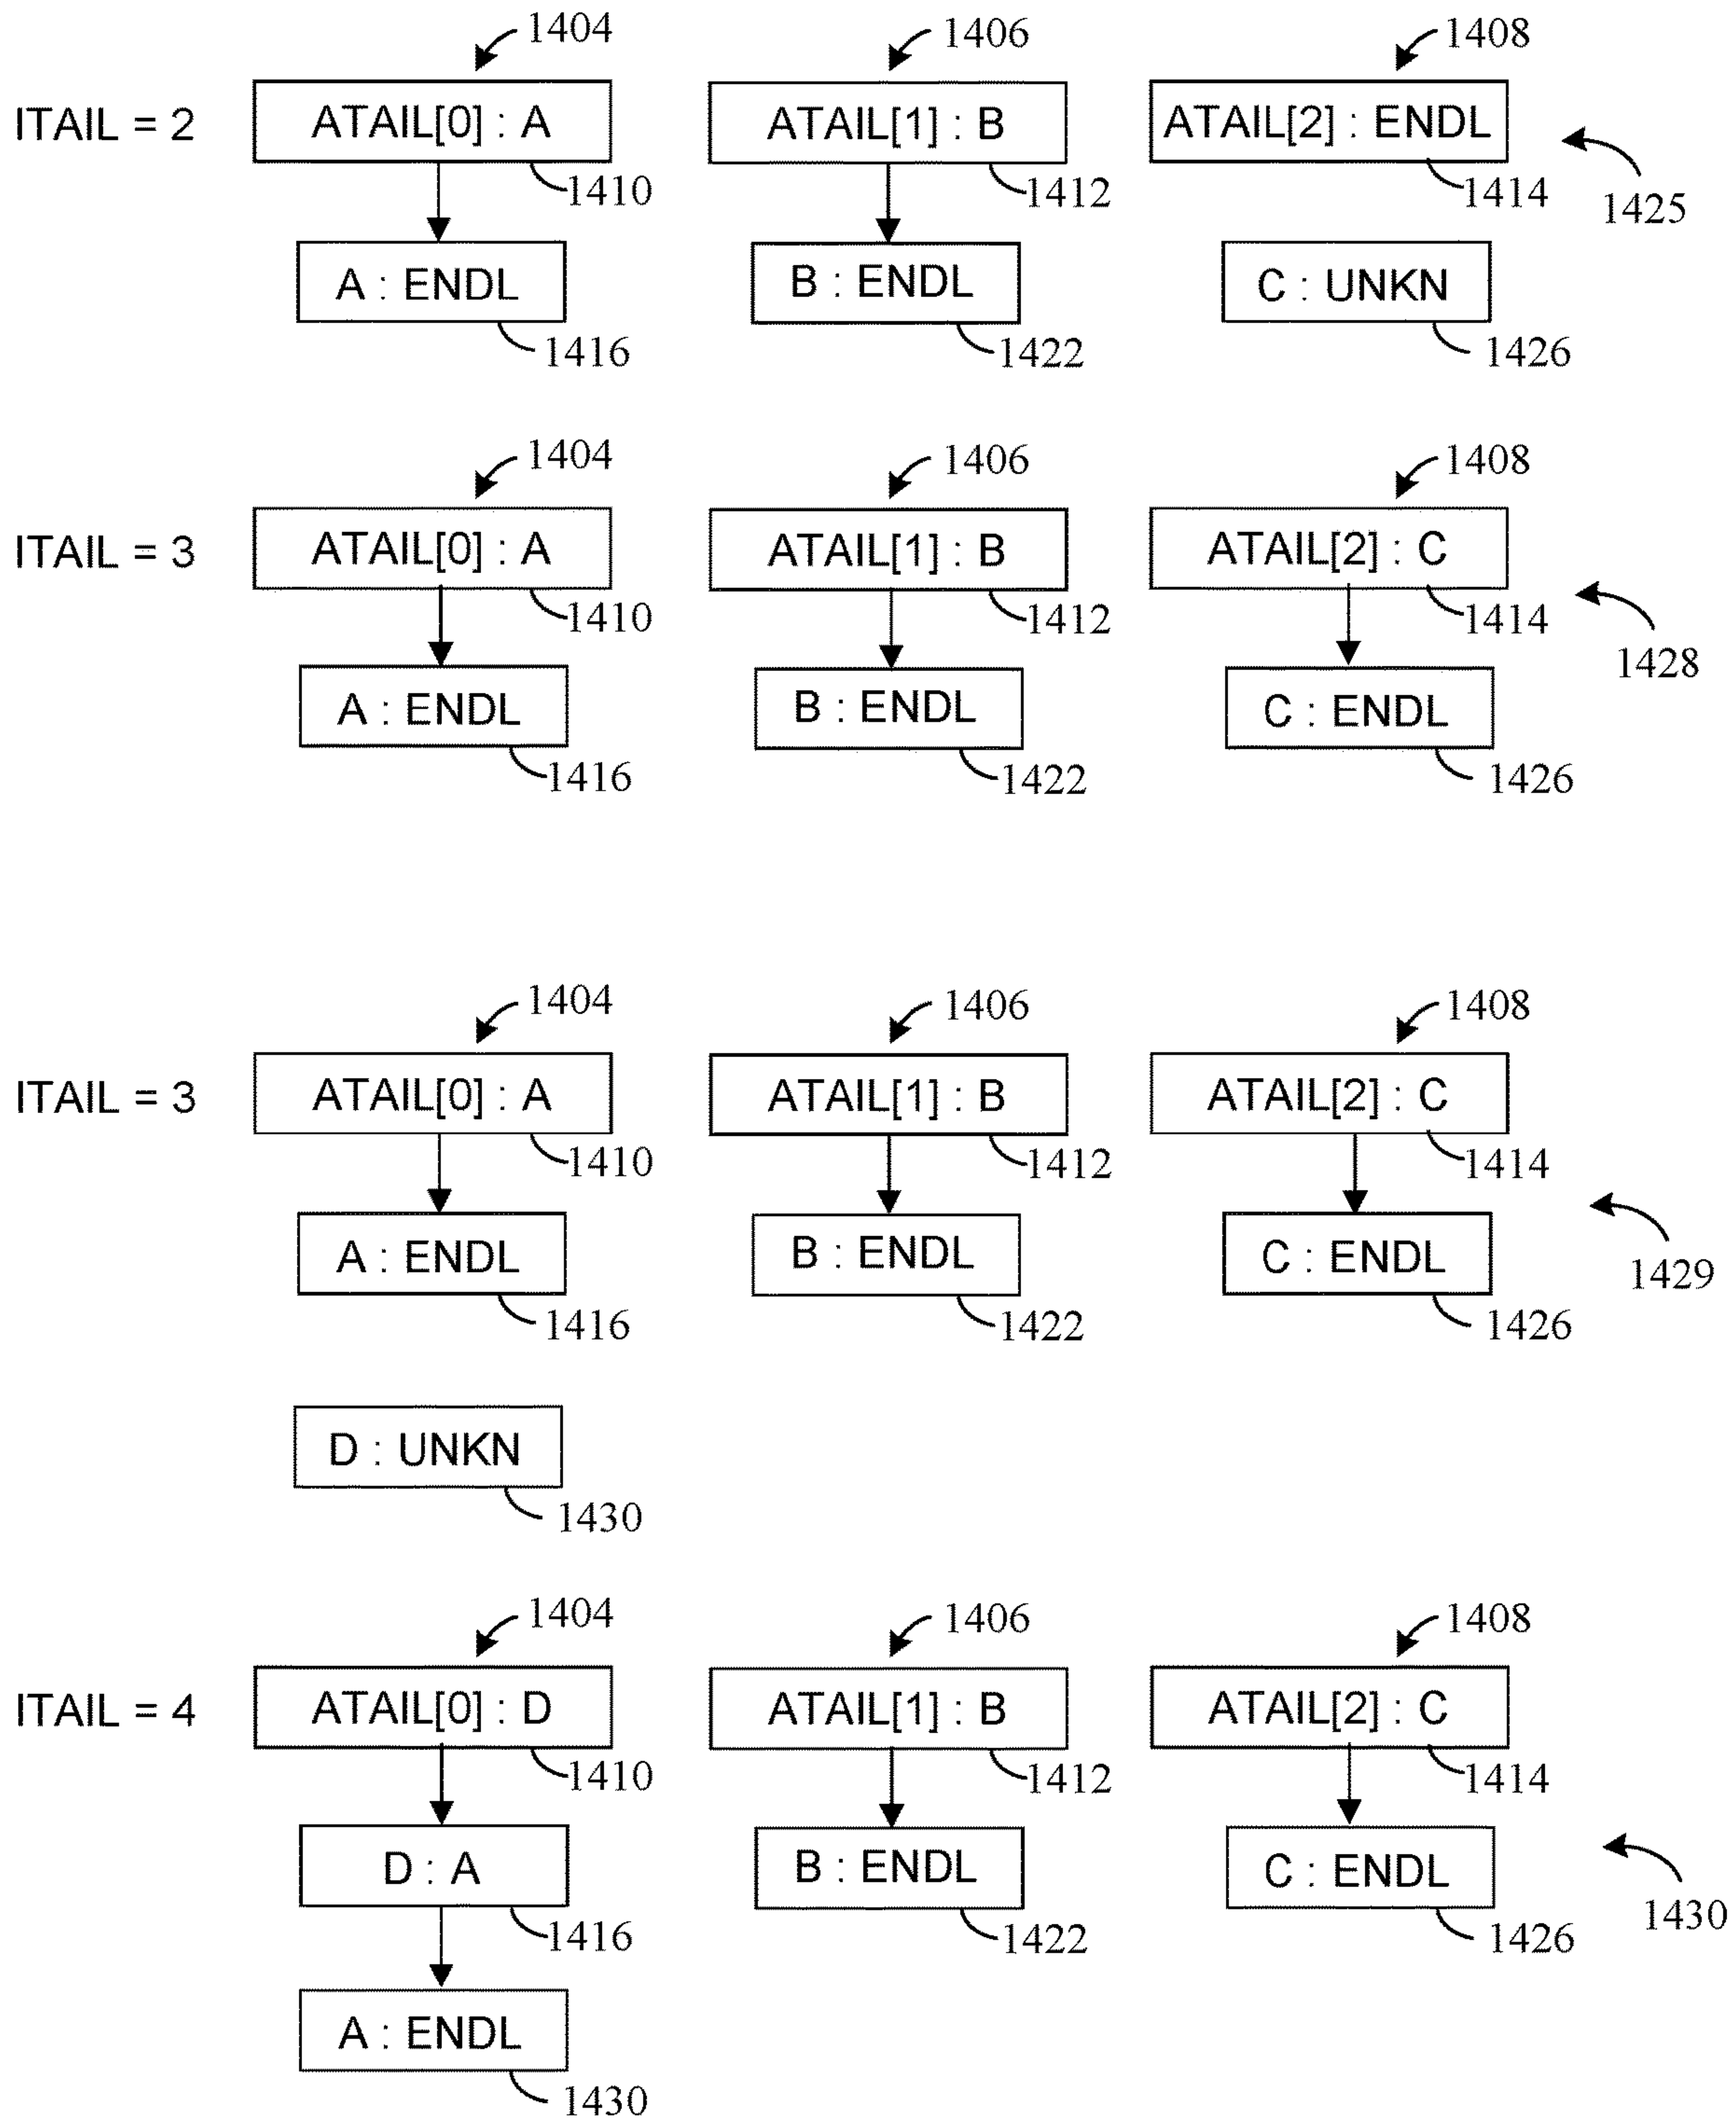 1404 1406 1408
ITAIL = 2 ATAIL[0] : A ATAIL[1] : B ATAIL[2] : ENDL
1410 1412 1414 1425
A : ENDL B : ENDL C : UNKN
1416 1422 1426
1404 1406 1408
ITAIL = 3 ATAIL[0] : A ATAIL[1] : B ATAIL[2] : C
1410 1412 1414
1428
A : ENDL B : ENDL C : ENDL
1416 1422 1426
1404 1406 1408
ITAIL = 3 ATAIL[0] : A ATAIL[1] : B ATAIL[2] : C
1410 1412 1414
A : ENDL B : ENDL C : ENDL 1429
1416 1422 1426
D : UNKN
1430
1404 1406 1408
ITAIL = 4 ATAIL[0] : D ATAIL[1] : B ATAIL[2] : C
1410 1412 1414
D : A B : ENDL C : ENDL
1430
1416 1422 1426
A : ENDL
1430